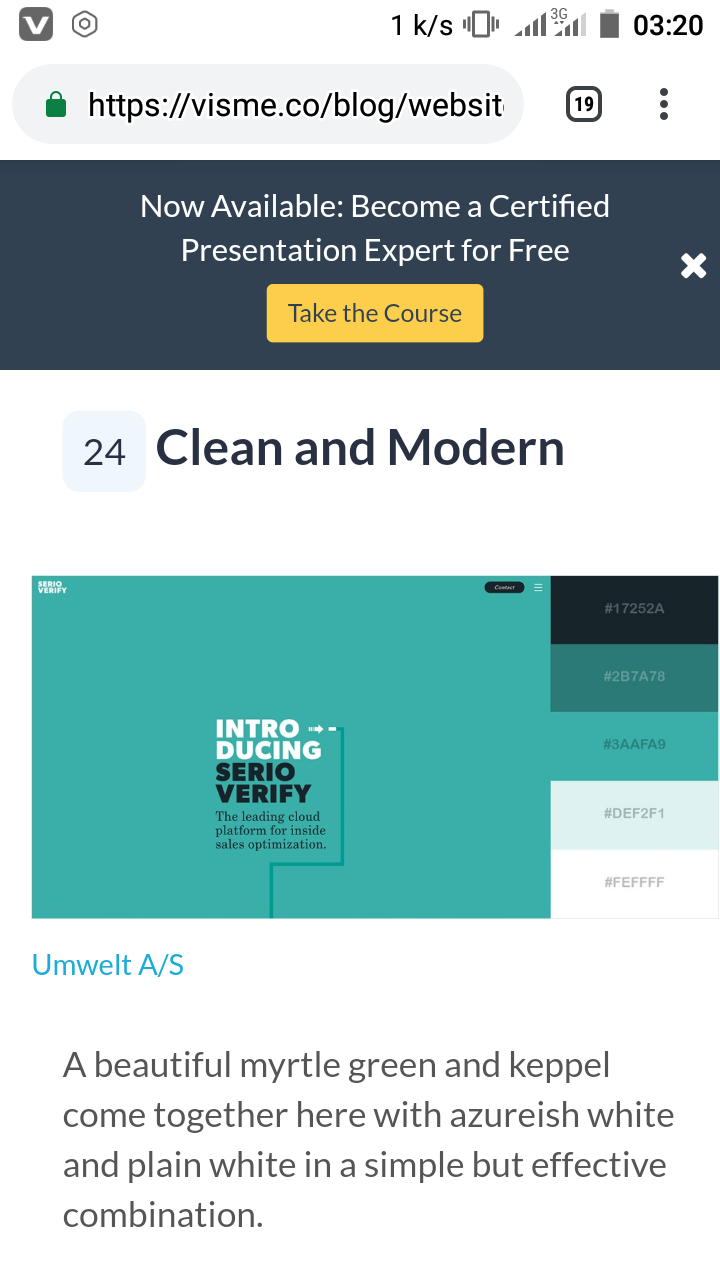 1 k/s 3G 03:20
https://visme.co/blog/websit
19
Now Available: Become a Certified
Presentation Expert for Free
Take the Course
24 Clean and Modern
SERIO
VERIFY
Contact
INTRO
DUCING
SERIO
VERIFY
The leading cloud
platform for inside
sales optimization.
#17252A
#2B7A78
#3AAFA9
#DEF2F1
#FEFFFF
Umwelt A/S
A beautiful myrtle green and keppel
come together here with azureish white
and plain white in a simple but effective
combination.